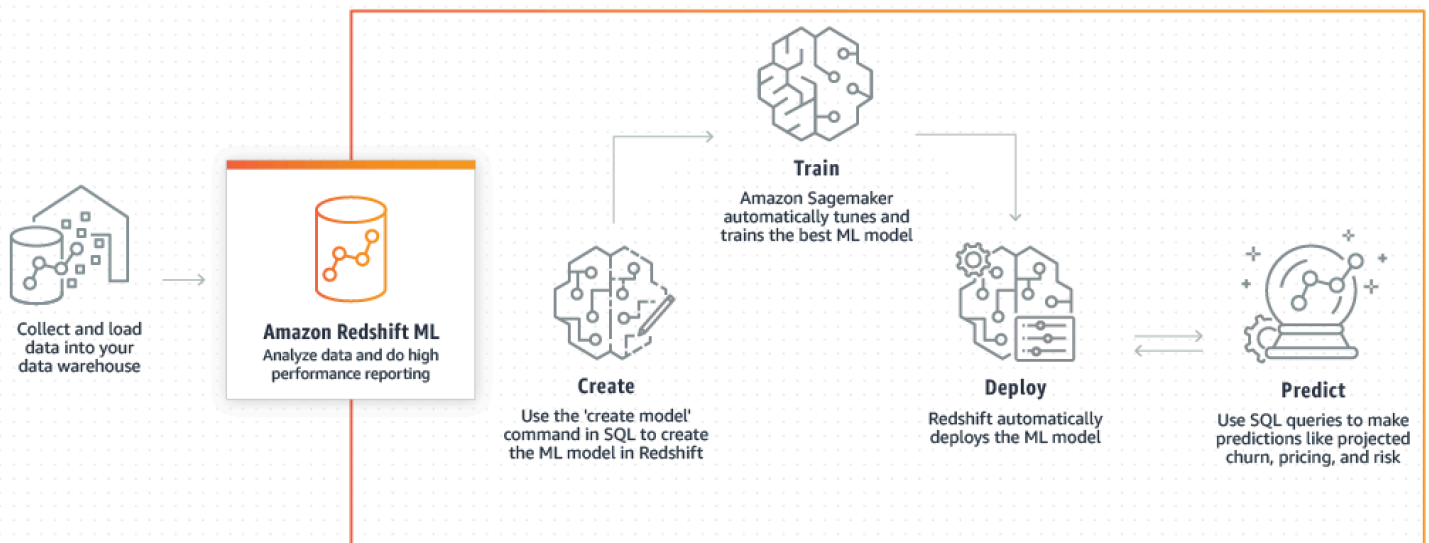 Collect and load
data into your
data warehouse
Amazon Redshift ML
Analyze data and do high
performance reporting
Create
Use the 'create model'
command in SQL to create
the ML model in Redshift
Train
Amazon Sagemaker
automatically tunes and
trains the best ML model
Deploy
Redshift automatically
deploys the ML model
Predict
Use SQL queries to make
predictions like projected
churn, pricing, and risk